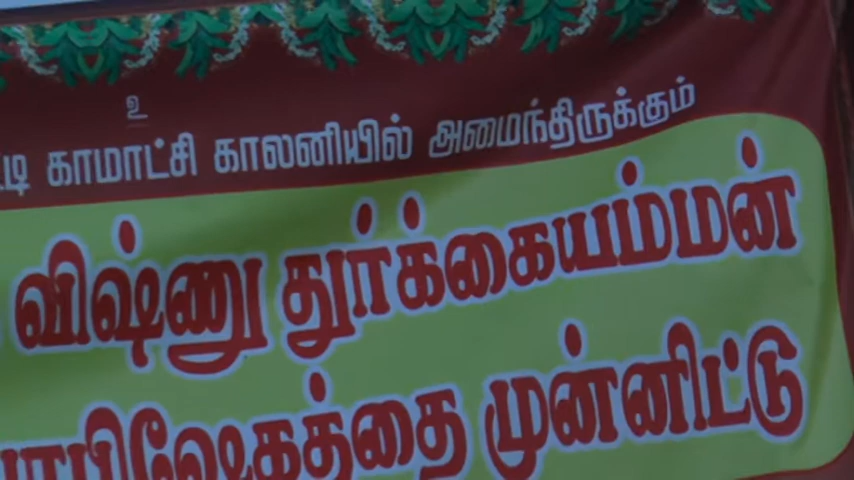 உ
காமாட்சி காலனியில் அமைந்திருக்கும்
விஷ்ணு துர்க்கையம்மன்
முன்னிட்டு